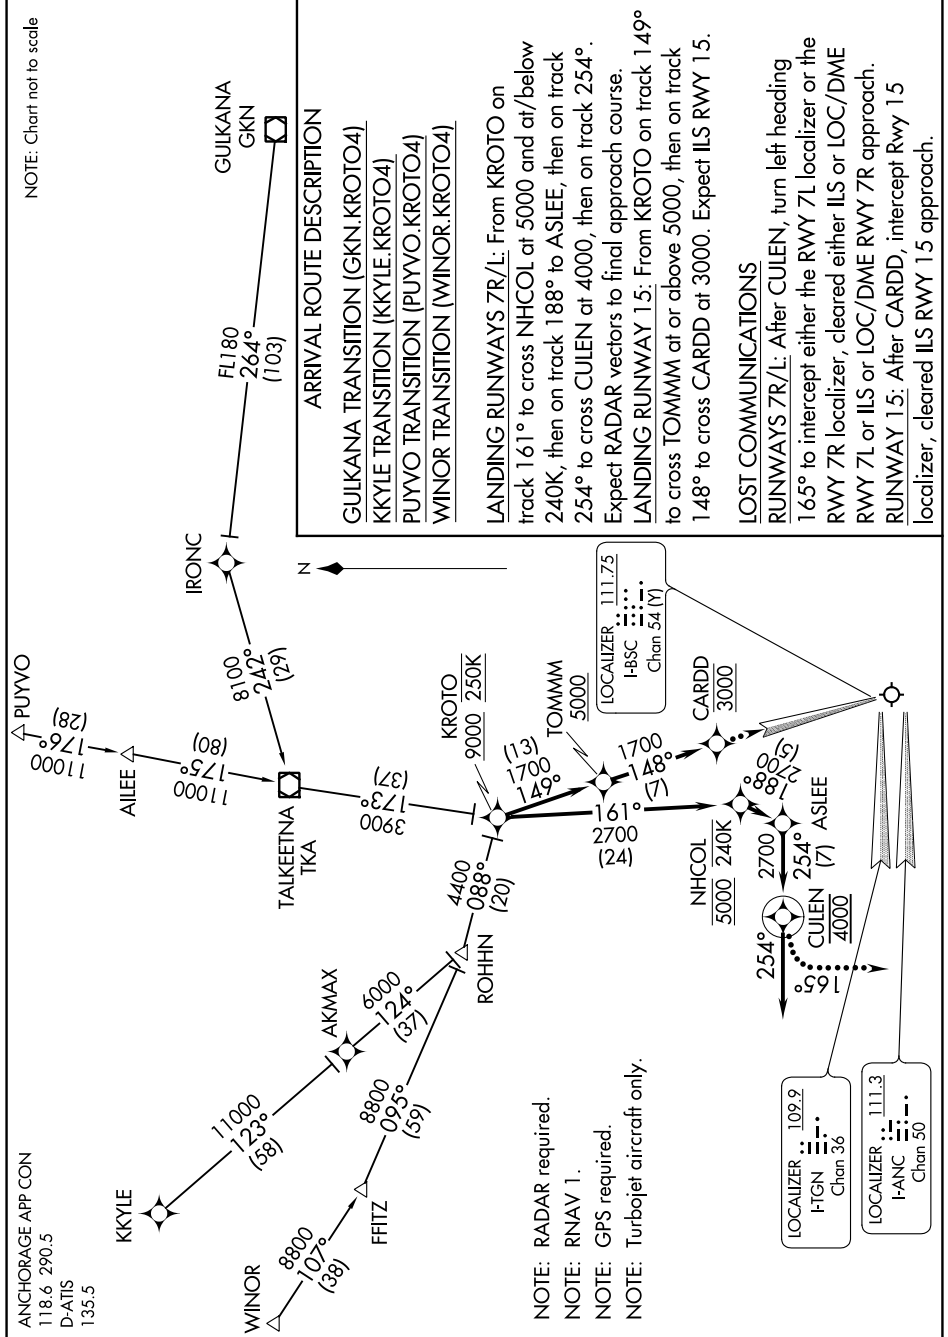 ANCHORAGE APP CON
118.6 290.5
D-ATIS
135.5
NOTE: Chart not to scale
KKYLE
11000
123°
(58)
AKMAX
6000
124°
(37)
WINOR
8800
107°
(38)
FFITZ
8800
095°
(59)
ROHHN
4400
088°
(20)
PUYVO
11000
176°
(28)
AILEE
11000
175°
(80)
TALKEETNA
TKA
3900
173°
(37)
GULKANA
GKN
FL180
264°
(103)
IRONC
8100
242°
(29)
N
KROTO
9000 250K
(13)
1700
149°
TOMMM
5000
1700
148°
(7)
CARDD
3000
161°
2700
(24)
NHCOL
5000 240K
188°
2700
(5)
ASLEE
2700
254°
(7)
CULEN
4000
254°
165°
LOCALIZER 111.75
I-BSC
Chan 54 (Y)
LOCALIZER 109.9
I-TGN
Chan 36
LOCALIZER 111.3
I-ANC
Chan 50
NOTE: RADAR required.
NOTE: RNAV 1.
NOTE: GPS required.
NOTE: Turbojet aircraft only.
ARRIVAL ROUTE DESCRIPTION
GULKANA TRANSITION (GKN.KROTO4)
KKYLE TRANSITION (KKYLE.KROTO4)
PUYVO TRANSITION (PUYVO.KROTO4)
WINOR TRANSITION (WINOR.KROTO4)
LANDING RUNWAYS 7R/L: From KROTO on
track 161° to cross NHCOL at 5000 and at/below
240K, then on track 188° to ASLEE, then on track
254° to cross CULEN at 4000, then on track 254°.
Expect RADAR vectors to final approach course.
LANDING RUNWAY 15: From KROTO on track 149°
to cross TOMMM at or above 5000, then on track
148° to cross CARDD at 3000. Expect ILS RWY 15.
LOST COMMUNICATIONS
RUNWAYS 7R/L: After CULEN, turn left heading
165° to intercept either the RWY 7L localizer or the
RWY 7R localizer, cleared either ILS or LOC/DME
RWY 7L or ILS or LOC/DME RWY 7R approach.
RUNWAY 15: After CARDD, intercept Rwy 15
localizer, cleared ILS RWY 15 approach.